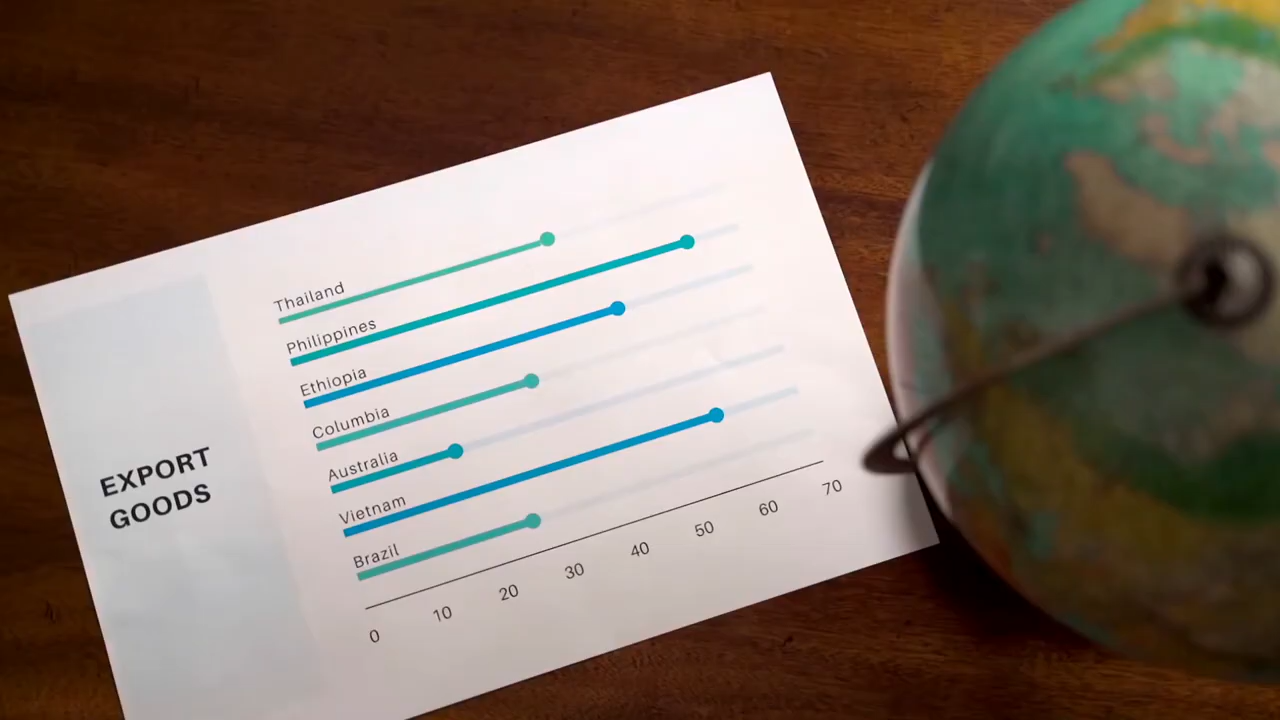 EXPORT
GOODS
Thailand
Philippines
Ethiopia
Columbia
Australia
Vietnam
Brazil
0 10 20 30 40 50 60 70